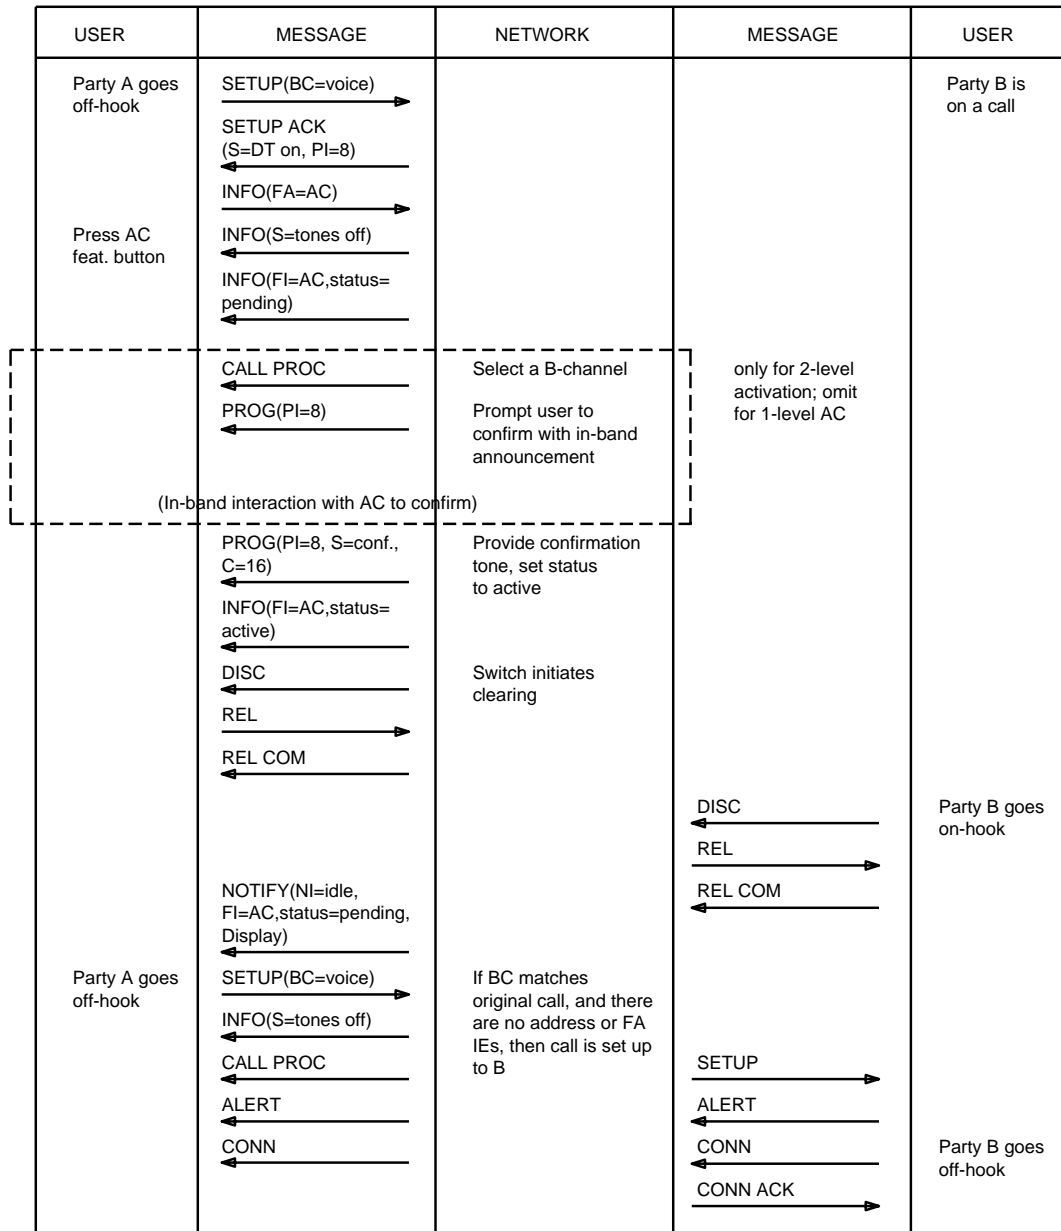 USER MESSAGE NETWORK MESSAGE USER
Party A goes
off-hook
SETUP(BC=voice)
Party B is
on a call
SETUP ACK
(S=DT on, PI=8)
INFO(FA=AC)
Press AC
feat. button
INFO(S=tones off)
INFO(FI=AC,status=
pending)
CALL PROC
Select a B-channel
only for 2-level
activation; omit
for 1-level AC
PROG(PI=8)
Prompt user to
confirm with in-band
announcement
(In-band interaction with AC to confirm)
PROG(PI=8, S=conf.,
C=16)
Provide confirmation
tone, set status
to active
INFO(FI=AC,status=
active)
DISC
Switch initiates
clearing
REL
REL COM
DISC
Party B goes
on-hook
REL
REL COM
NOTIFY(NI=idle,
FI=AC,status=pending,
Display)
Party A goes
off-hook
SETUP(BC=voice)
If BC matches
original call, and there
are no address or FA
IEs, then call is set up
to B
INFO(S=tones off)
CALL PROC
SETUP
ALERT
ALERT
CONN
CONN
Party B goes
off-hook
CONN ACK